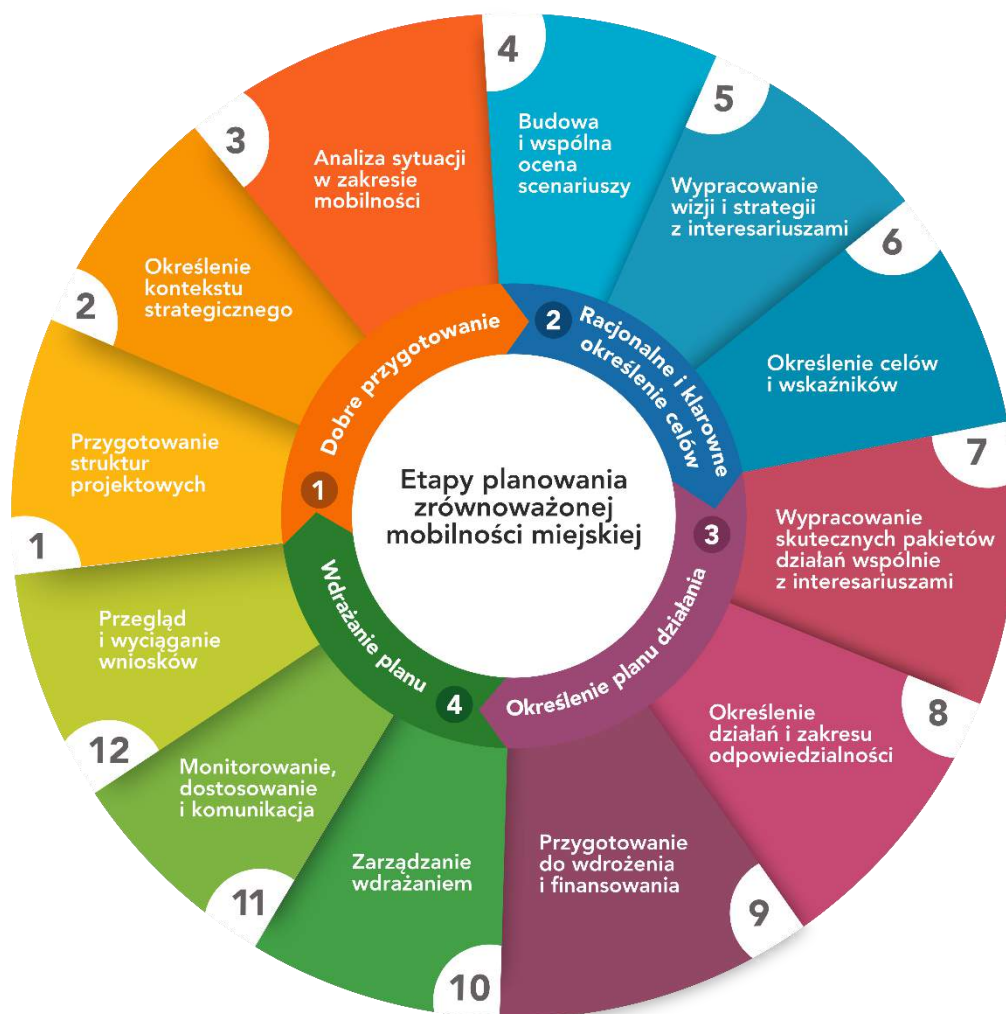 Etapy planowania
zrównoważonej
mobilności miejskiej
1
Dobre przygotowanie
2
Racjonalne i klarowne
określenie celów
3
Określenie planu działania
4
Wdrażanie planu
1
Przygotowanie
struktur
projektowych
2
Określenie
kontekstu
strategicznego
3
Analiza sytuacji
w zakresie
mobilności
4
Budowa
i wspólna
ocena
scenariuszy
5
Wypracowanie
wizji i strategii
z interesariuszami
6
Określenie celów
i wskaźników
7
Wypracowanie
skutecznych pakietów
działań wspólnie
z interesariuszami
8
Określenie
działań i zakresu
odpowiedzialności
9
Przygotowanie
do wdrożenia
i finansowania
10
Zarządzanie
wdrażaniem
11
Monitorowanie,
dostosowanie
i komunikacja
12
Przegląd
i wyciąganie
wniosków